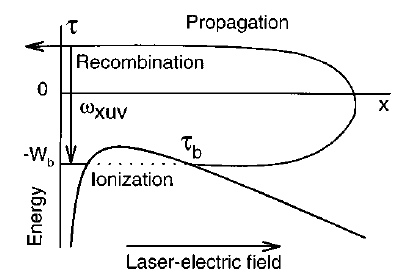 Propagation
τ
Recombination
0
x
ωxuv
τb
-Wb
Ionization
Energy
Laser-electric field